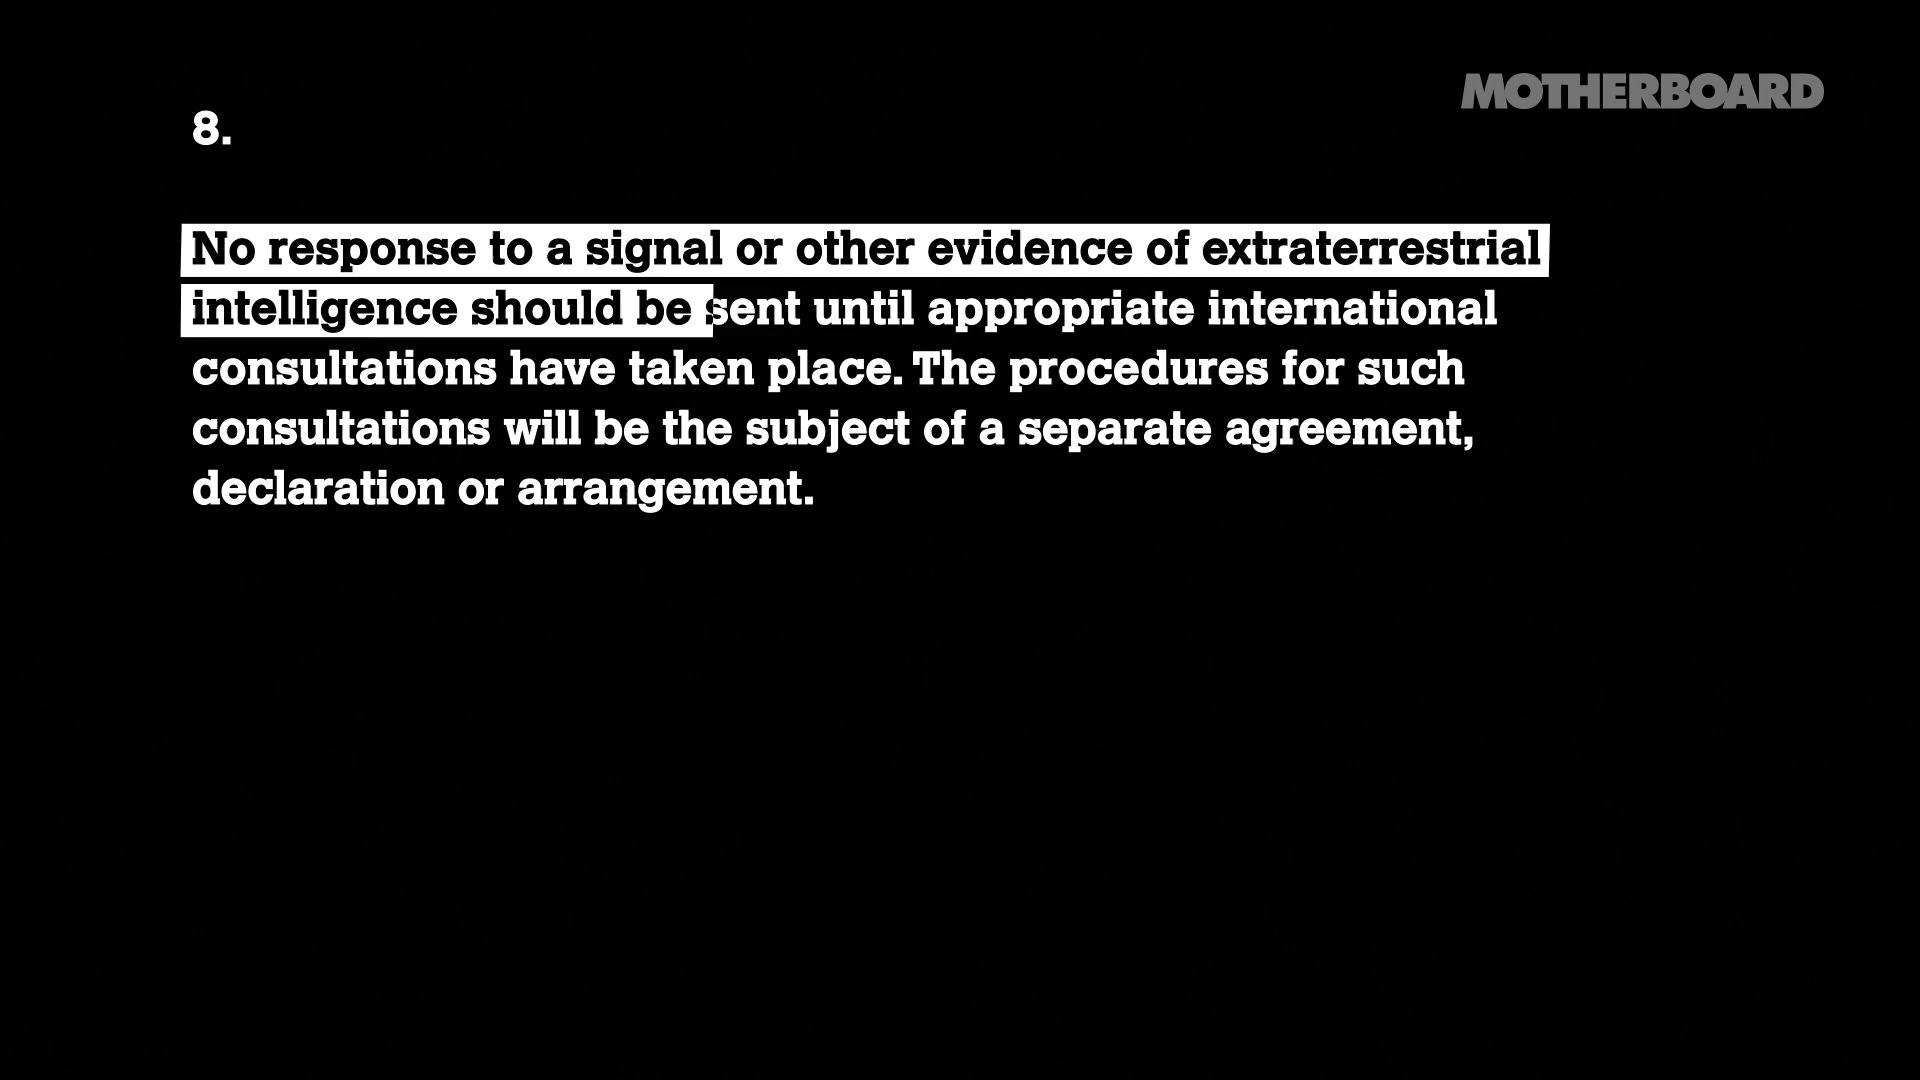 MOTHERBOARD
8.
No response to a signal or other evidence of extraterrestrial
intelligence should be sent until appropriate international
consultations have taken place. The procedures for such
consultations will be the subject of a separate agreement,
declaration or arrangement.